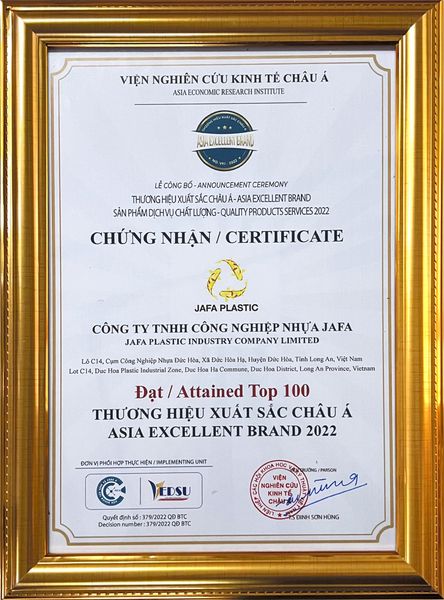 VIỆN NGHIÊN CỨU KINH TẾ CHÂU Á
ASIA ECONOMIC RESEARCH INSTITUTE
ASIA EXCELLENT BRAND
LỄ CÔNG BỐ - ANNOUNCEMENT CEREMONY
THƯƠNG HIỆU XUẤT SẮC CHÂU Á - ASIA EXCELLENT BRAND
SẢN PHẨM DỊCH VỤ CHẤT LƯỢNG - QUALITY PRODUCTS SERVICES 2022
CHỨNG NHẬN / CERTIFICATE
JAFA PLASTIC
CÔNG TY TNHH CÔNG NGHIỆP NHỰA JAFA
JAFA PLASTIC INDUSTRY COMPANY LIMITED
Lô C14, Cụm Công Nghiệp Nhựa Đức Hòa, Xã Đức Hòa Hạ, Huyện Đức Hòa, Tỉnh Long An, Việt Nam
Lot C14, Duc Hoa Plastic Industrial Zone, Duc Hoa Ha Commune, Duc Hoa District, Long An Province, Vietnam
Đạt / Attained Top 100
THƯƠNG HIỆU XUẤT SẮC CHÂU Á
ASIA EXCELLENT BRAND 2022
ĐƠN VỊ PHỐI HỢP THỰC HIỆN / IMPLEMENTING UNIT
VEDSU
Quyết định số : 379/2022 QĐ BTC
Decision number : 379/2022 QĐ BTC
TRƯỞNG / PARSON
VIỆN
NGHIÊN CỨU
KINH TẾ
CHÂU Á
TS ĐINH SƠN HÙNG